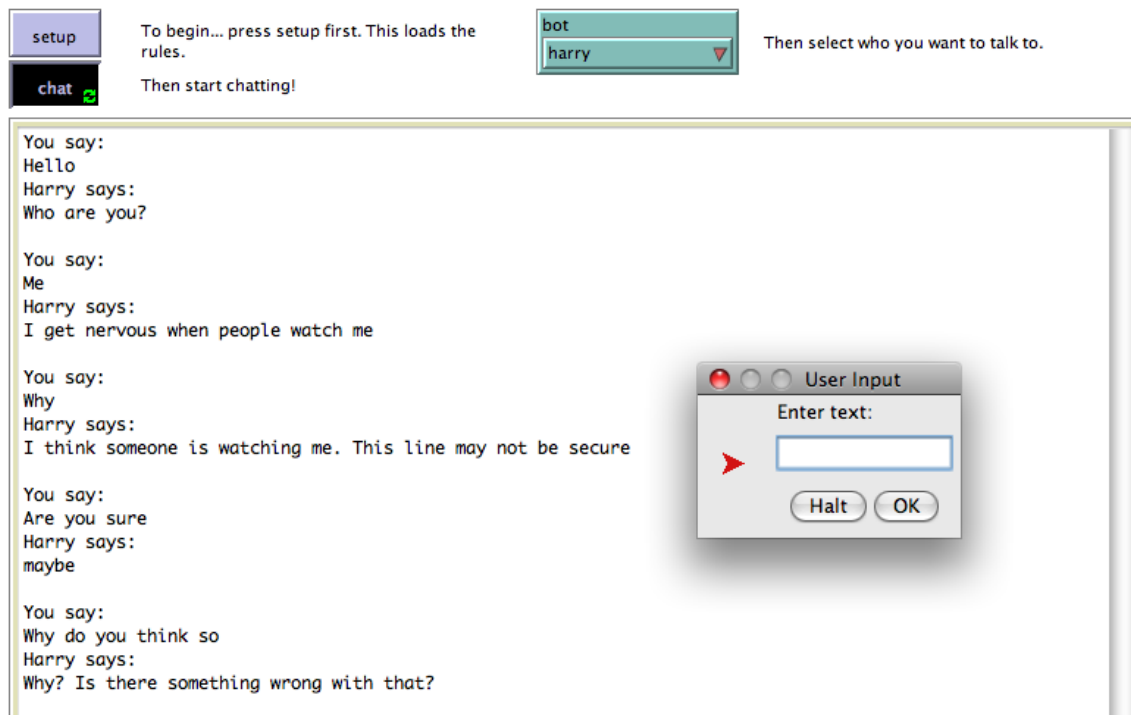 setup
To begin... press setup first. This loads the
rules.
bot
harry
Then select who you want to talk to.
chat
Then start chatting!
You say:
Hello
Harry says:
Who are you?
You say:
Me
Harry says:
I get nervous when people watch me
You say:
Why
Harry says:
I think someone is watching me. This line may not be secure
You say:
Are you sure
Harry says:
maybe
You say:
Why do you think so
Harry says:
Why? Is there something wrong with that?
User Input
Enter text:
Halt
OK